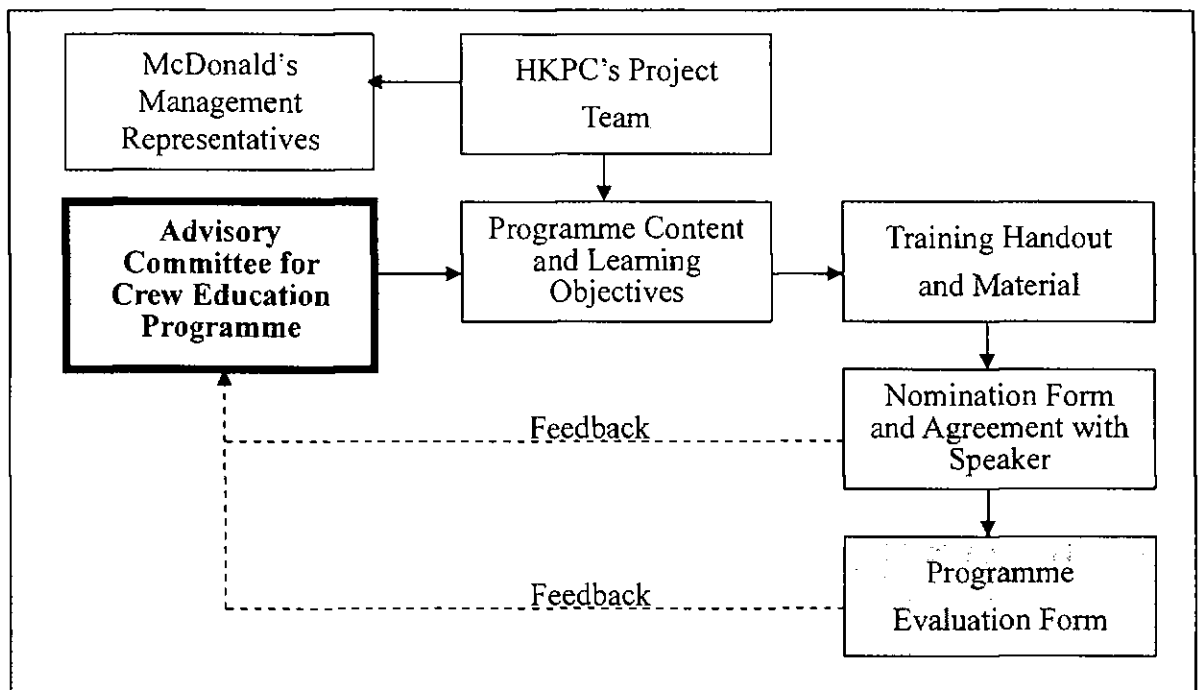 McDonald's
Management
Representatives
HKPC's Project
Team
Advisory
Committee for
Crew Education
Programme
Programme Content
and Learning
Objectives
Training Handout
and Material
Nomination Form
and Agreement with
Speaker
Feedback
Programme
Evaluation Form
Feedback